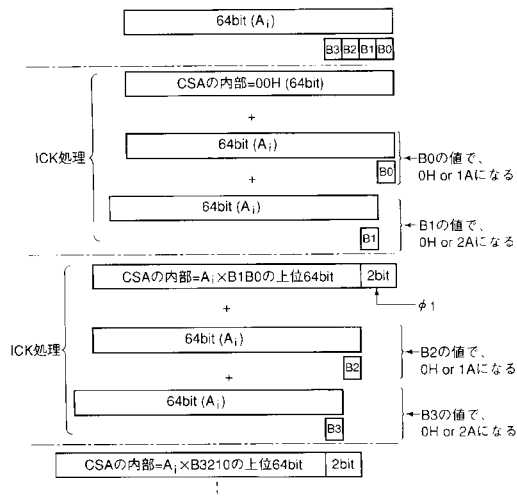 64bit (Ai)
B3 B2 B1 B0
CSAの内部=00H (64bit)
+
64bit (Ai)
B0
B0の値で、
0H or 1Aになる
ICK処理
+
64bit (Ai)
B1
B1の値で、
0H or 2Aになる
CSAの内部=Ai×B1B0の上位64bit
2bit
φ1
+
64bit (Ai)
B2
B2の値で、
0H or 1Aになる
ICK処理
+
64bit (Ai)
B3
B3の値で、
0H or 2Aになる
CSAの内部=Ai×B3210の上位64bit
2bit